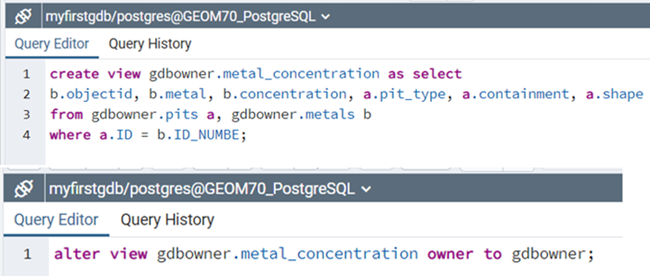 myfirstgdb/postgres@GEOM70_PostgreSQL
Query Editor Query History
1 create view gdbowner.metal_concentration as select
2 b.objectid, b.metal, b.concentration, a.pit_type, a.containment, a.shape
3 from gdbowner.pits a, gdbowner.metals b
4 where a.ID = b.ID_NUMBE;
myfirstgdb/postgres@GEOM70_PostgreSQL
Query Editor Query History
1 alter view gdbowner.metal_concentration owner to gdbowner;